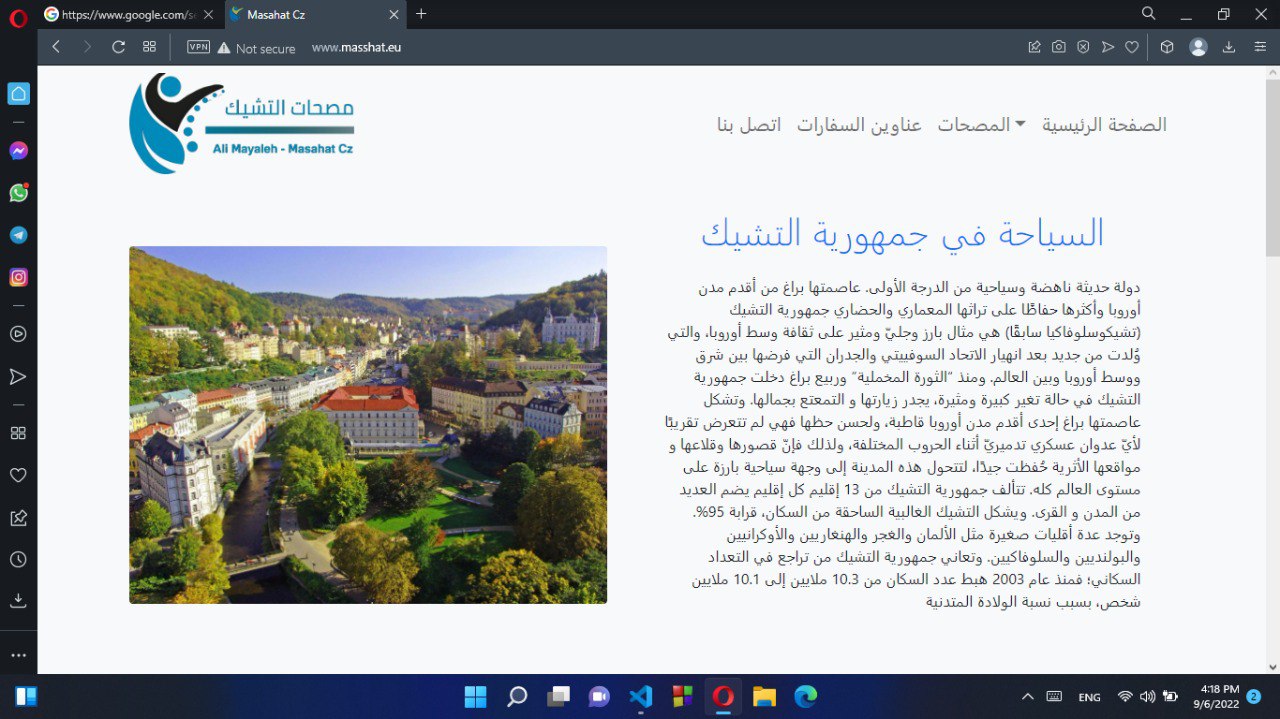 https://www.google.com/se
Masahat Cz
VPN
Not secure
www.masshat.eu
مصحات التشيك
Ali Mayaleh - Masahat Cz
الصفحة الرئيسية
المصحات
عناوين السفارات
اتصل بنا
السياحة في جمهورية التشيك
دولة حديثة ناهضة وسياحية من الدرجة الأولى. عاصمتها براغ من أقدم مدن
أوروبا وأكثرها حفاظًا على تراثها المعماري والحضاري جمهورية التشيك
(تشيكوسلوفاكيا سابقًا) هي مثال بارز وجليّ ومثير على ثقافة وسط أوروبا، والتي
وُلدت من جديد بعد انهيار الاتحاد السوفييتي والجدران التي فرضها بين شرق
ووسط أوروبا وبين العالم. ومنذ “الثورة المخملية” وربيع براغ دخلت جمهورية
التشيك في حالة تغير كبيرة ومثيرة، يجدر زيارتها و التمعتع بجمالها. وتشكل
عاصمتها براغ إحدى أقدم مدن أوروبا قاطبة، ولحسن حظها فهي لم تتعرض تقريبًا
لأيّ عدوان عسكري تدميريّ أثناء الحروب المختلفة، ولذلك فإن قصورها وقلاعها و
مواقعها الأثرية حُفظت جيدًا، لتتحول هذه المدينة إلى وجهة سياحية بارزة على
مستوى العالم كله. تتألف جمهورية التشيك من 13 إقليم كل إقليم يضم العديد
من المدن و القرى. ويشكل التشيك الغالبية الساحقة من السكان، قرابة 95%.
وتوجد عدة أقليات صغيرة مثل الألمان والغجر والهنغاريين والأوكرانيين
والبولنديين والسلوفاكيين. وتعاني جمهورية التشيك من تراجع في التعداد
السكاني؛ فمنذ عام 2003 هبط عدد السكان من 10.3 ملايين إلى 10.1 ملايين
شخص، بسبب نسبة الولادة المتدنية
ENG
4:18 PM
9/6/2022
2